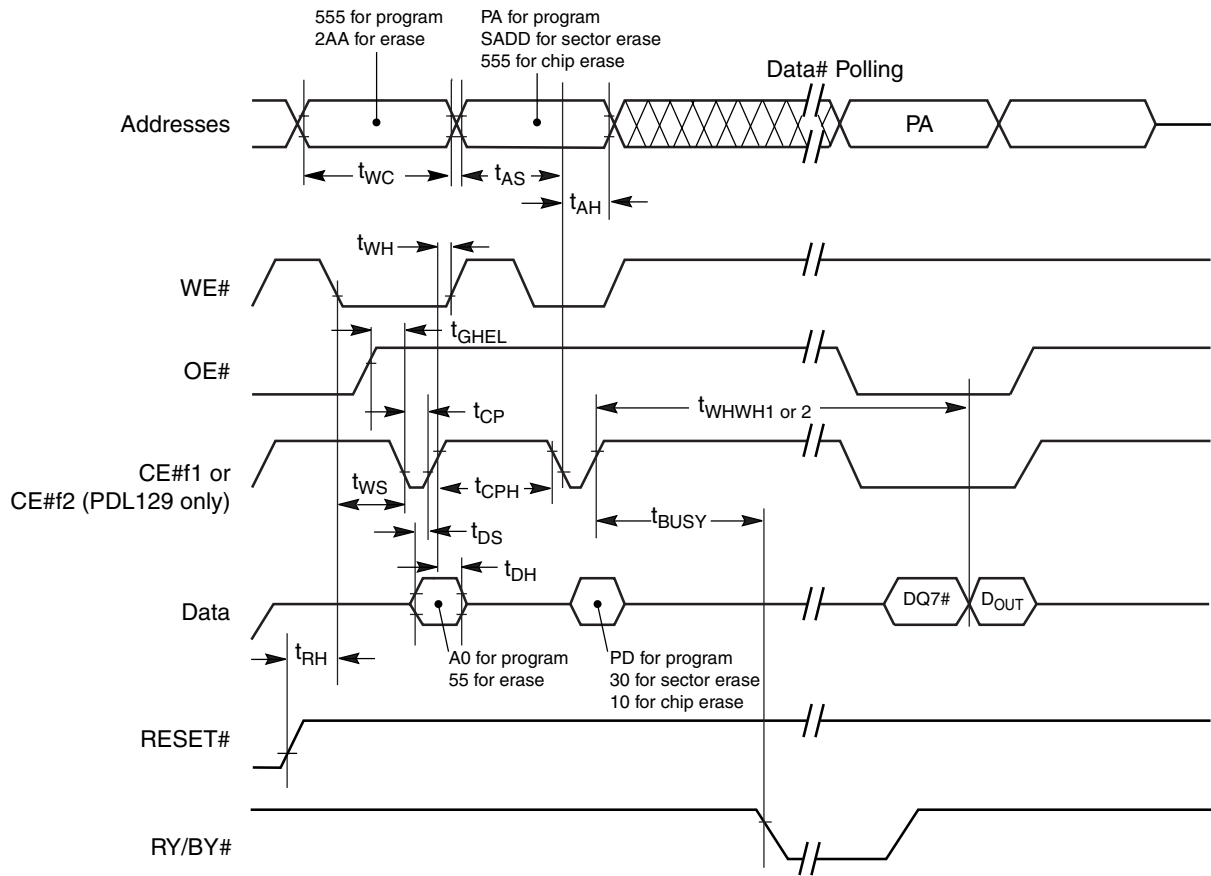 555 for program
2AA for erase
PA for program
SADD for sector erase
555 for chip erase
Data# Polling
Addresses
PA
tWC
tAS
tAH
tWH
WE#
tGHEL
OE#
tWHWH1 or 2
tCP
CE#f1 or
CE#f2 (PDL129 only)
tWS
tCPH
tBUSY
tDS
tDH
Data
DQ7#
DOUT
tRH
A0 for program
55 for erase
PD for program
30 for sector erase
10 for chip erase
RESET#
RY/BY#